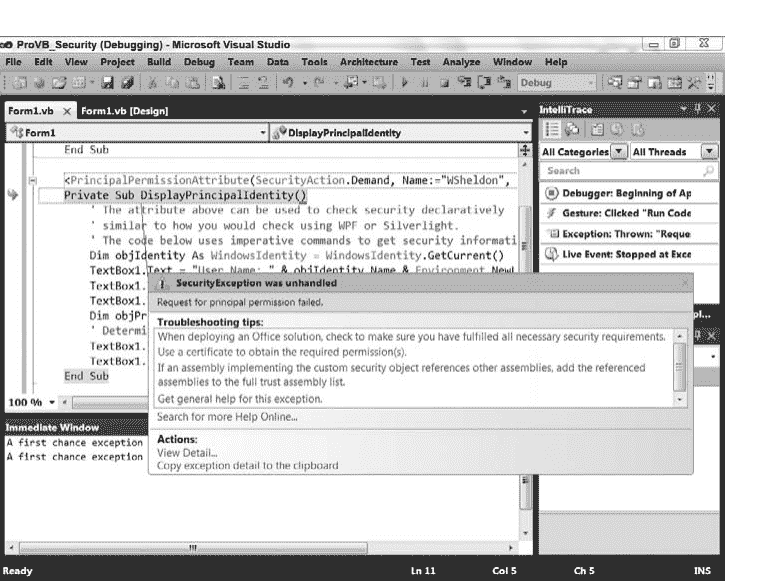 ProVB_Security (Debugging) - Microsoft Visual Studio
File Edit View Project Build Debug Team Data Tools Architecture Test Analyze Window Help
Debug
Form1.vb Form1.vb [Design]
Form1 DisplayPrincipalIdentity
End Sub
<PrincipalPermissionAttribute(SecurityAction.Demand, Name:="WSheldon",
Private Sub DisplayPrincipalIdentity()
' The attribute above can be used to check security declaratively
' similar to how you would check using WPF or Silverlight.
' The code below uses imperative commands to get security informati
Dim objIdentity As WindowsIdentity = WindowsIdentity.GetCurrent()
TextBox1.Text = "User Name: " & objIdentity.Name & Environment.Newl
TextBox1.
TextBox1.
Dim objPr
' Determi
TextBox1.
TextBox1.
End Sub
100 %
IntelliTrace
All Categories All Threads
Search
Debugger: Beginning of Ap
Gesture: Clicked "Run Code
Exception: Thrown: "Reque
Live Event: Stopped at Exce
SecurityException was unhandled
Request for principal permission failed.
Troubleshooting tips:
When deploying an Office solution, check to make sure you have fulfilled all necessary security requirements.
Use a certificate to obtain the required permission(s).
If an assembly implementing the custom security object references other assemblies, add the referenced
assemblies to the full trust assembly list.
Get general help for this exception.
Search for more Help Online...
Actions:
View Detail...
Copy exception detail to the clipboard
Immediate Window
A first chance exception
A first chance exception
Ready Ln 11 Col 5 Ch 5 INS